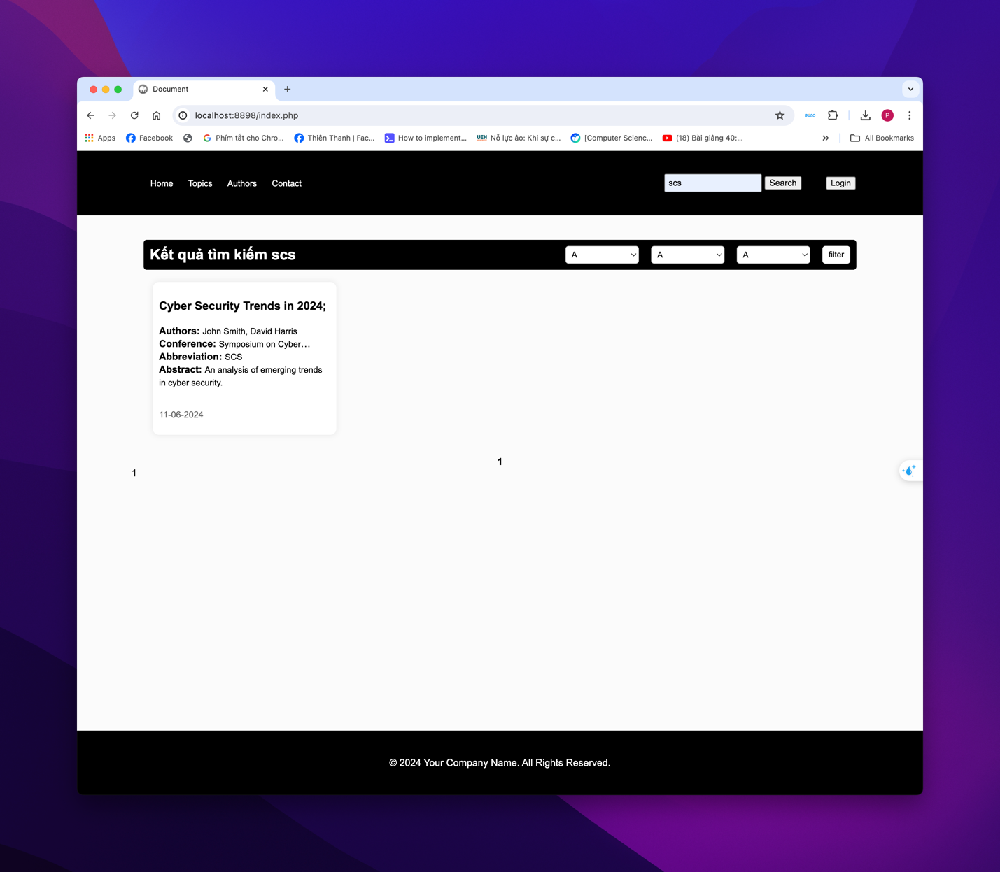 Document
localhost:8898/index.php
PUGO
P
Apps
Facebook
Phím tắt cho Chro...
Thiên Thanh | Fac...
How to implement...
UEH
Nỗ lực ảo: Khi sự c...
[Computer Scienc...
(18) Bài giảng 40:...
All Bookmarks
Home
Topics
Authors
Contact
scs
Search
Login
Kết quả tìm kiếm scs
A
A
A
filter
Cyber Security Trends in 2024;
Authors: John Smith, David Harris
Conference: Symposium on Cyber...
Abbreviation: SCS
Abstract: An analysis of emerging trends
in cyber security.
11-06-2024
1
1
© 2024 Your Company Name. All Rights Reserved.